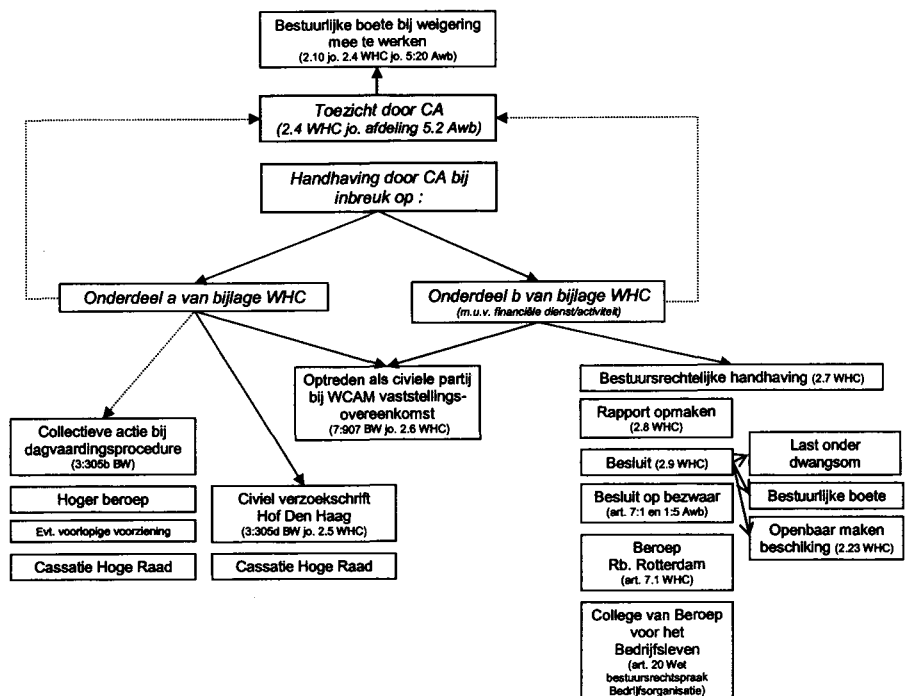 Bestuurlijke boete bij weigering
mee te werken
(2.10 jo. 2.4 WHC jo. 5:20 Awb)
Toezicht door CA
(2.4 WHC jo. afdeling 5.2 Awb)
Handhaving door CA bij
inbreuk op :
Onderdeel a van bijlage WHC
Onderdeel b van bijlage WHC
(m.u.v. financiële dienst/activiteit)
Optreden als civiele partij
bij WCAM vaststellings-
overeenkomst
(7:907 BW jo. 2.6 WHC)
Collectieve actie bij
dagvaardingsprocedure
(3:305b BW)
Hoger beroep
Evt. voorlopige voorziening
Cassatie Hoge Raad
Civiel verzoekschrift
Hof Den Haag
(3:305d BW jo. 2.5 WHC)
Cassatie Hoge Raad
Bestuursrechtelijke handhaving (2.7 WHC)
Rapport opmaken
(2.8 WHC)
Besluit (2.9 WHC)
Last onder
dwangsom
Bestuurlijke boete
Openbaar maken
beschiking (2.23 WHC)
Besluit op bezwaar
(art. 7:1 en 1:5 Awb)
Beroep
Rb. Rotterdam
(art. 7.1 WHC)
College van Beroep
voor het
Bedrijfsleven
(art. 20 Wet
bestuursrechtspraak
Bedrijfsorganisatie)